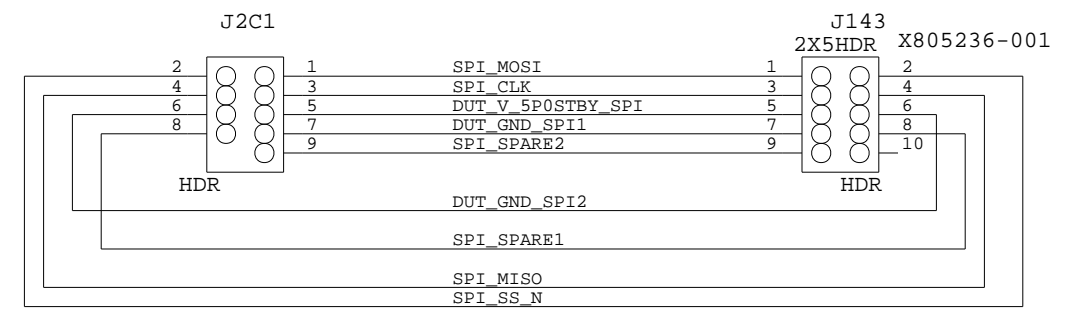 J2C1 J143
2X5HDR X805236-001
2 1 SPI_MOSI 1 2
4 3 SPI_CLK 3 4
6 5 DUT_V_5P0STBY_SPI 5 6
8 7 DUT_GND_SPI1 7 8
9 SPI_SPARE2 9 10
HDR HDR
DUT_GND_SPI2
SPI_SPARE1
SPI_MISO
SPI_SS_N